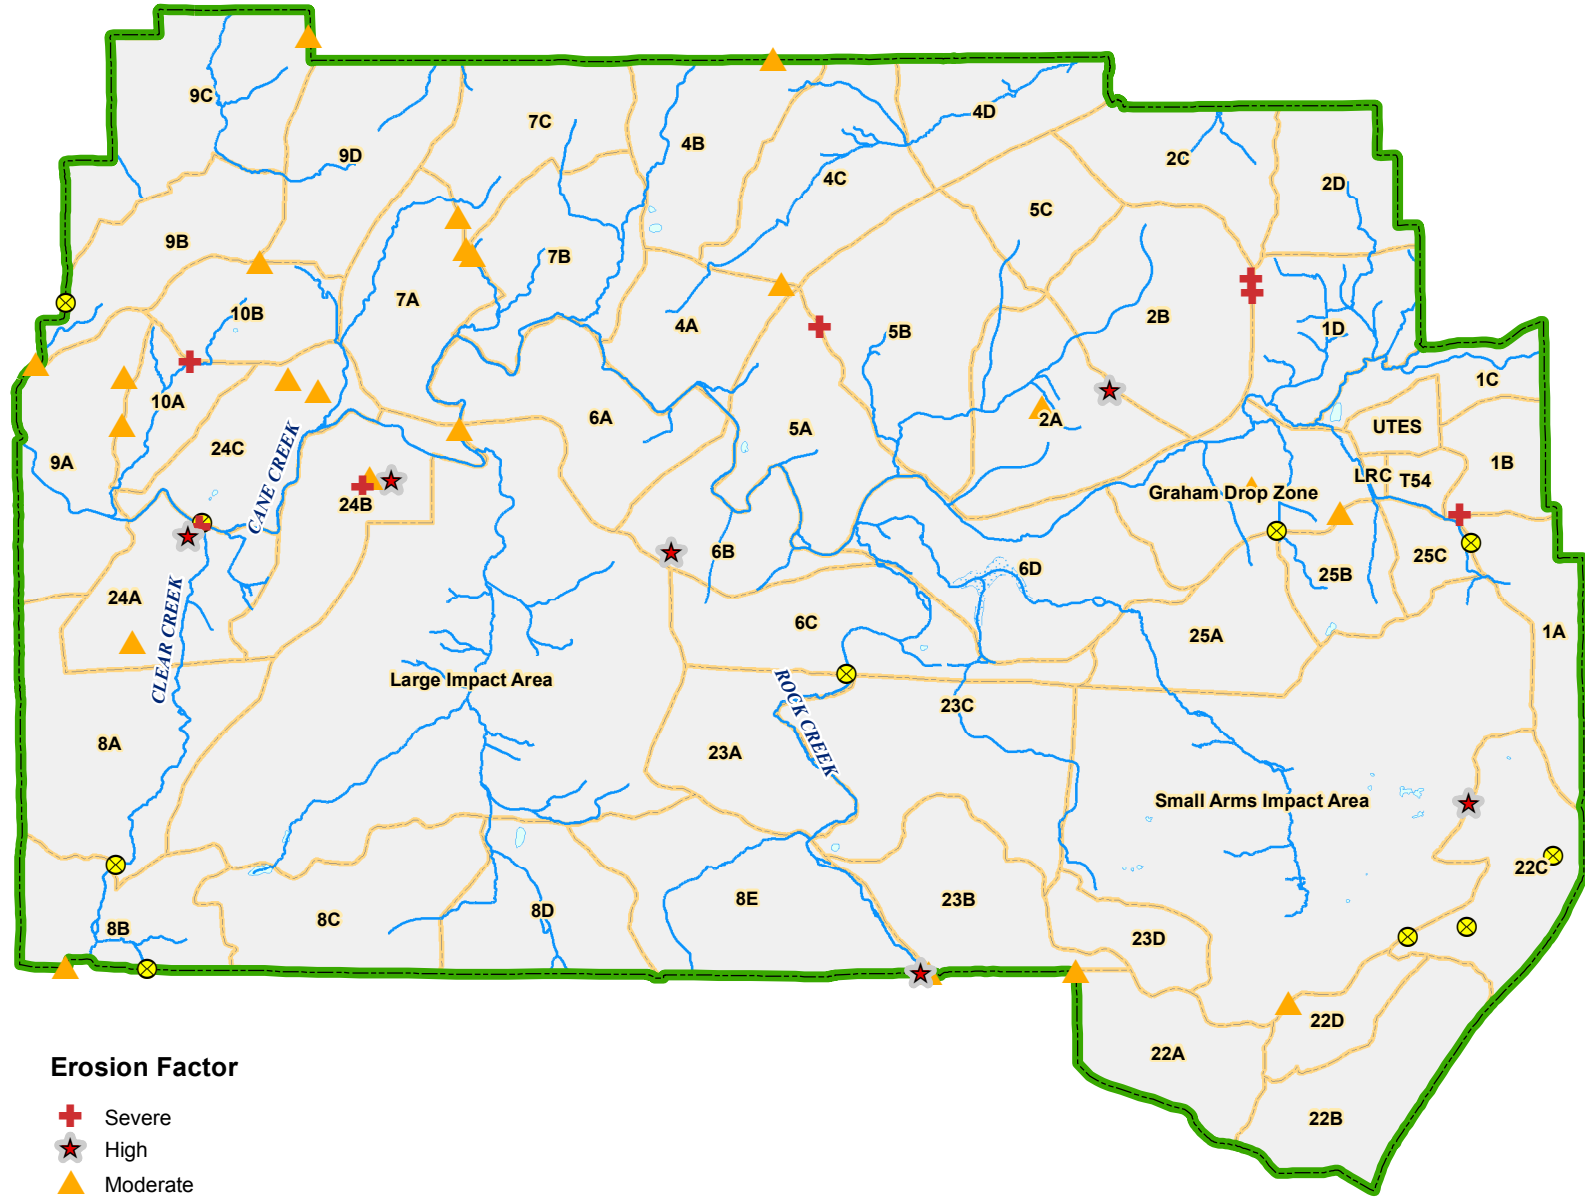 9C
4D
7C
4B
9D
2C
4C
2D
5C
9B
7B
7A
10B
2B
4A
1D
5B
1C
10A
6A
2A
UTES
5A
24C
9A
1B
LRC
T54
CANE CREEK
Graham Drop Zone
24B
6B
25C
6D
25B
24A
6C
1A
25A
CLEAR CREEK
Large Impact Area
ROCK CREEK
23C
8A
23A
Small Arms Impact Area
22C
8E
23B
8D
8C
8B
23D
22D
22A
22B
Erosion Factor
Severe
High
Moderate